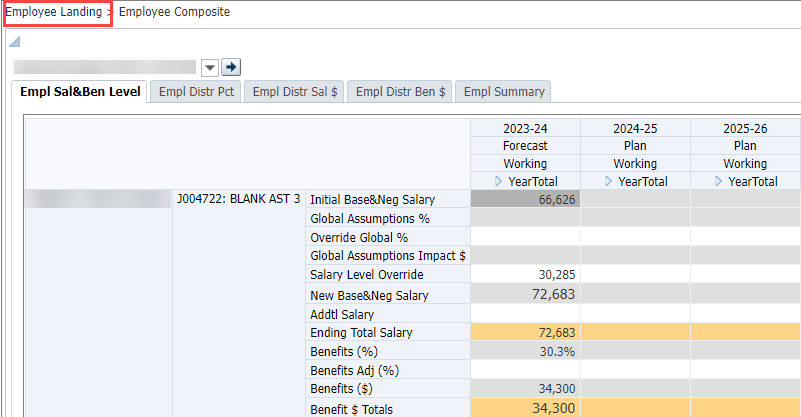 Employee Landing > Employee Composite
Empl Sal&Ben Level Empl Distr Pct Empl Distr Sal $ Empl Distr Ben $ Empl Summary
2023-24 2024-25 2025-26
Forecast Plan Plan
Working Working Working
YearTotal YearTotal YearTotal
J004722: BLANK AST 3 Initial Base&Neg Salary 66,626
Global Assumptions %
Override Global %
Global Assumptions Impact $
Salary Level Override 30,285
New Base&Neg Salary 72,683
Addtl Salary
Ending Total Salary 72,683
Benefits (%) 30.3%
Benefits Adj (%)
Benefits ($) 34,300
Benefit $ Totals 34,300